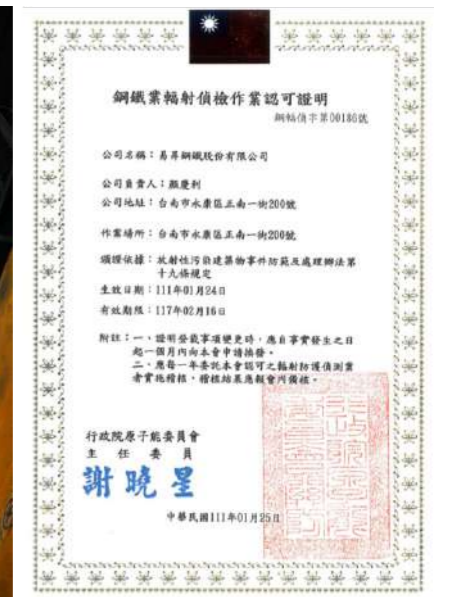 鋼鐵業輻射偵檢作業認可證明
鋼輻偵字第00186號
公司名稱：易昇鋼鐵股份有限公司
公司負責人：顏慶利
公司地址：台南市永康區正南一街200號
作業場所：台南市永康區正南一街200號
頒證依據：放射性污染建築物事件防範及處理辦法第
十九條規定
生效日期：111年01月24日
有效期限：117年02月16日
附註：一、證明登載事項變更時，應自事實發生之日
起一個月內向本會申請換發。
二、應每一年委託本會認可之輻射防護偵測業
者實施稽核，稽核結果應報會內備核。
行政院原子能委員會
主任委員
謝曉星
中華民國111年01月25日